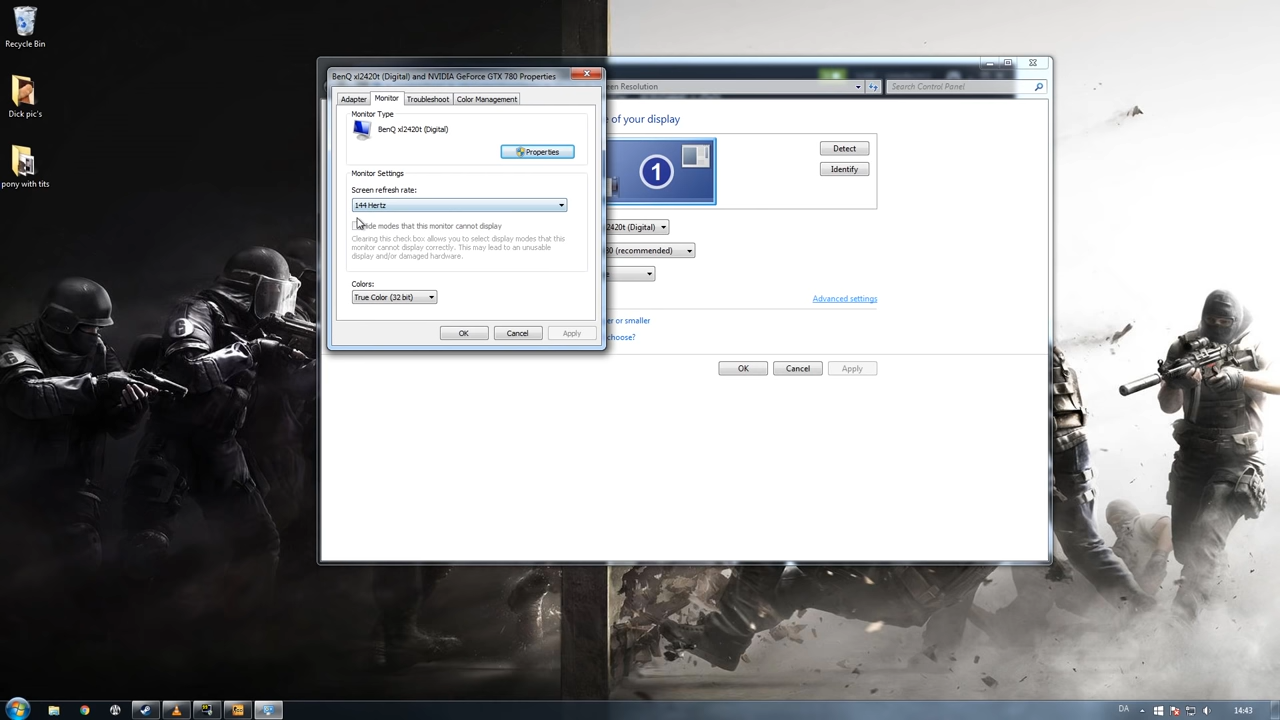 Recycle Bin
Dick pic's
pony with tits
BenQ xl2420t (Digital) and NVIDIA GeForce GTX 780 Properties
Adapter
Monitor
Troubleshoot
Color Management
Monitor Type
BenQ xl2420t (Digital)
Properties
Monitor Settings
Screen refresh rate:
144 Hertz
modes that this monitor cannot display
Clearing this check box allows you to select display modes that this
monitor cannot display correctly. This may lead to an unusable
display and/or damaged hardware.
Colors:
True Color (32 bit)
OK
Cancel
Apply
Resolution
Search Control Panel
of your display
1
Detect
Identify
2420t (Digital)
(recommended)
Advanced settings
or smaller
choose?
OK
Cancel
Apply
DA
14:43